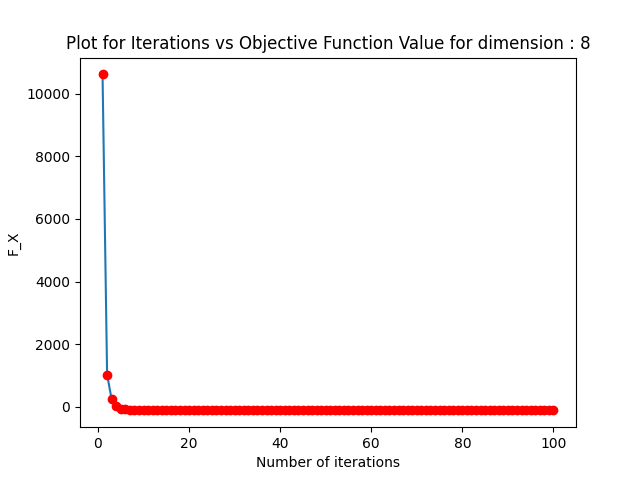 Plot for Iterations vs Objective Function Value for dimension : 8
10000
8000
6000
4000
2000
0
F_X
0 20 40 60 80 100
Number of iterations